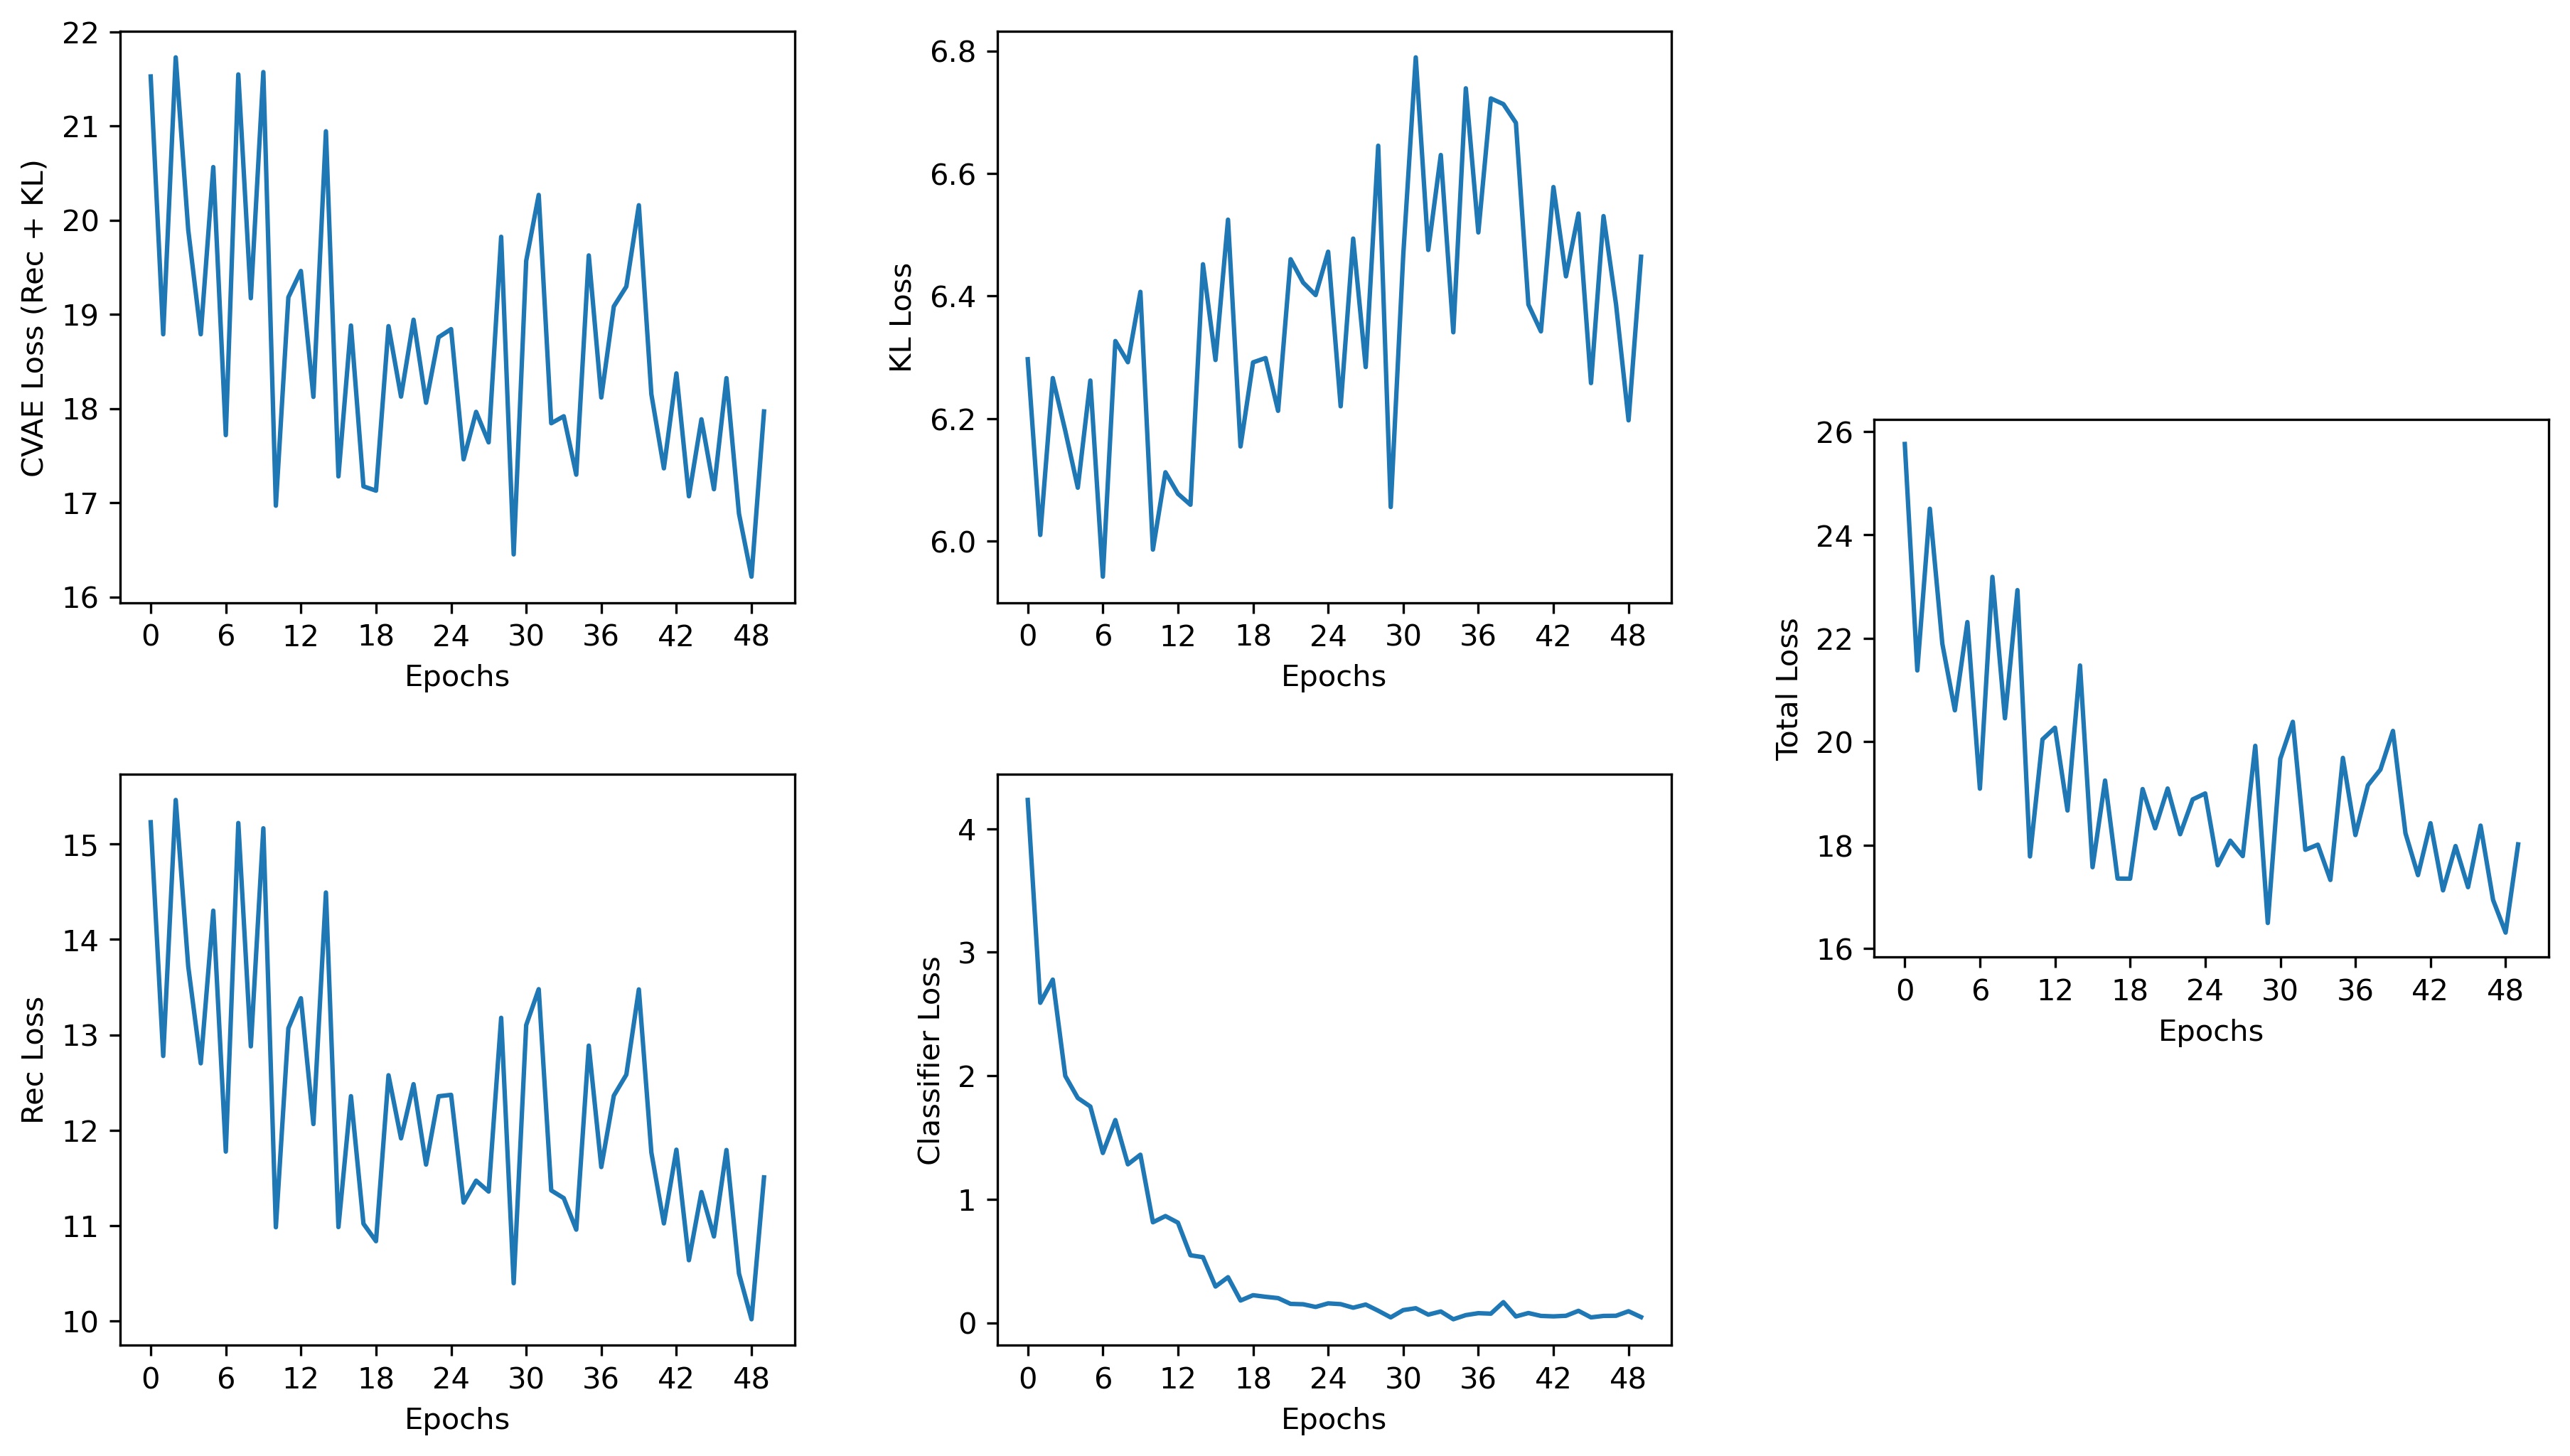 CVAE Loss (Rec + KL)
22
21
20
19
18
17
16
0 6 12 18 24 30 36 42 48
Epochs
KL Loss
6.8
6.6
6.4
6.2
6.0
0 6 12 18 24 30 36 42 48
Epochs
Rec Loss
15
14
13
12
11
10
0 6 12 18 24 30 36 42 48
Epochs
Classifier Loss
4
3
2
1
0
0 6 12 18 24 30 36 42 48
Epochs
Total Loss
26
24
22
20
18
16
0 6 12 18 24 30 36 42 48
Epochs